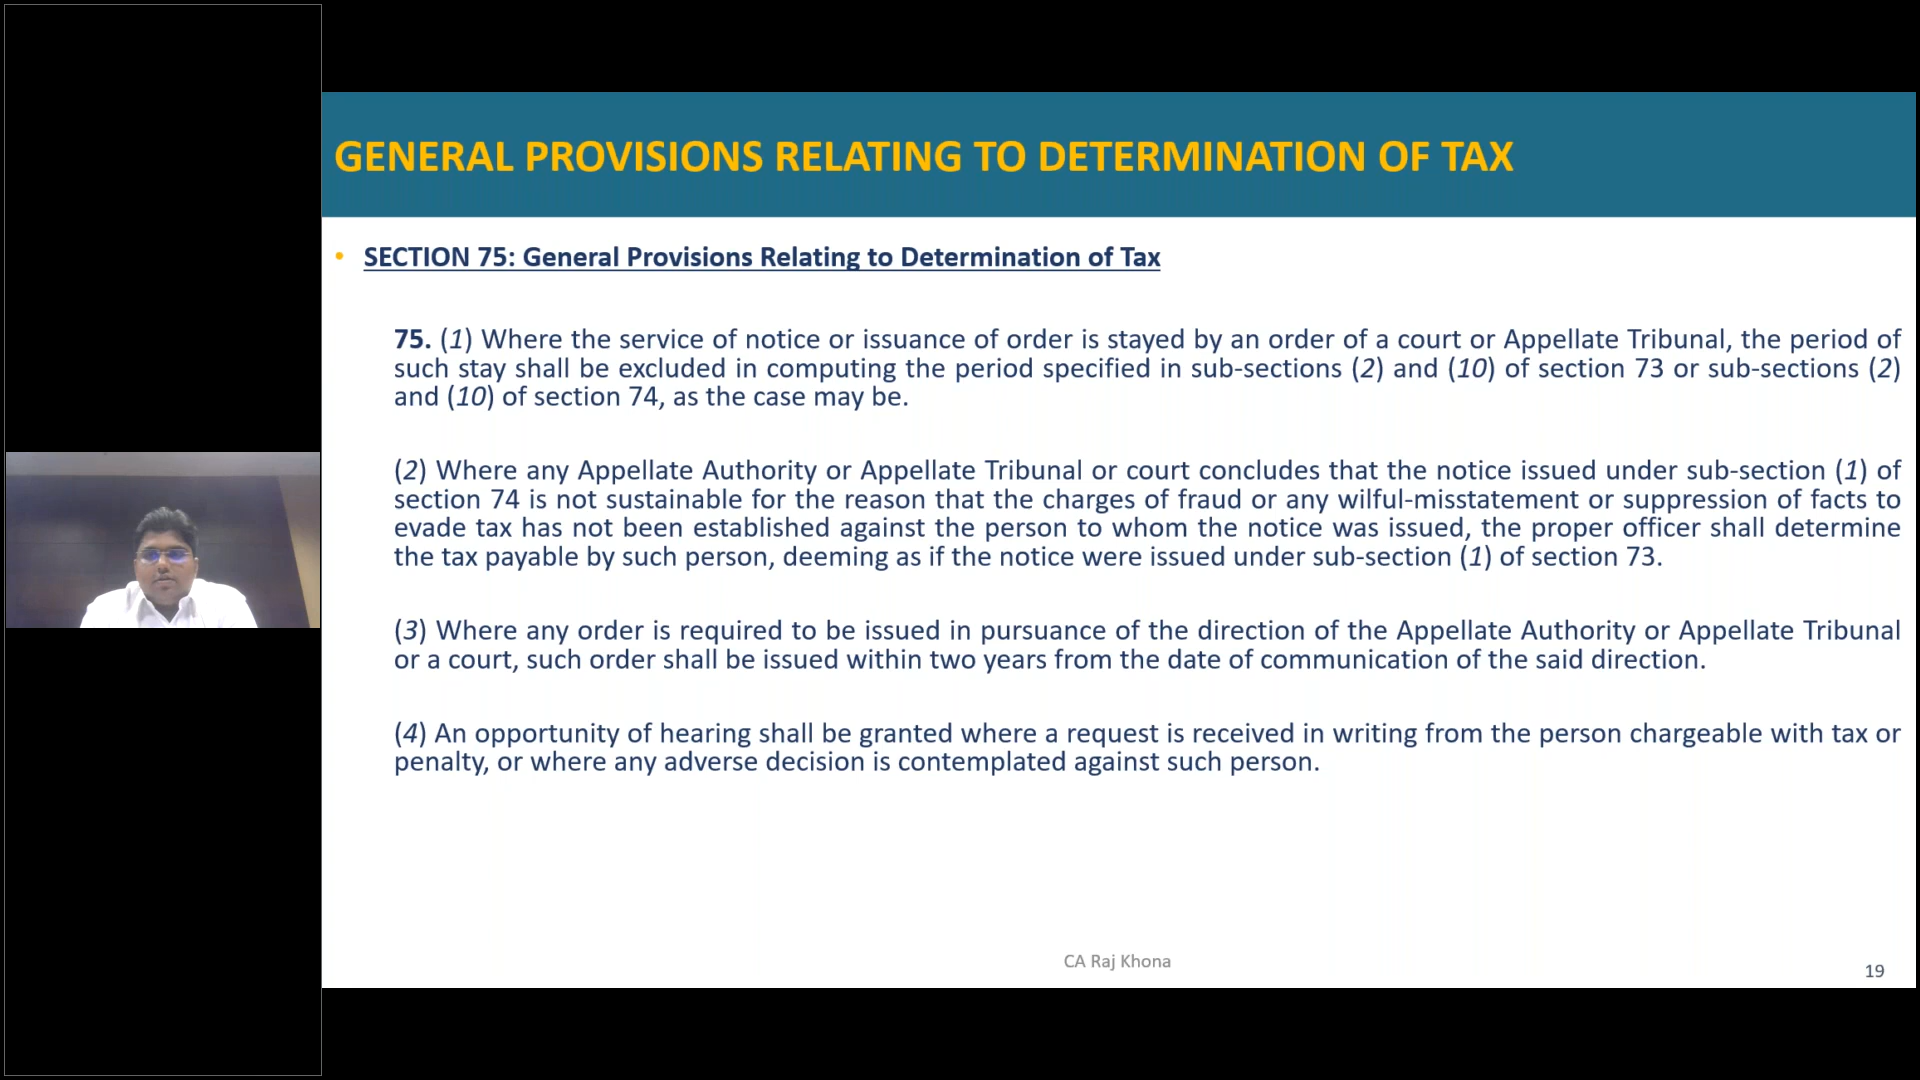 GENERAL PROVISIONS RELATING TO DETERMINATION OF TAX
• SECTION 75: General Provisions Relating to Determination of Tax
75. (1) Where the service of notice or issuance of order is stayed by an order of a court or Appellate Tribunal, the period of
such stay shall be excluded in computing the period specified in sub-sections (2) and (10) of section 73 or sub-sections (2)
and (10) of section 74, as the case may be.
(2) Where any Appellate Authority or Appellate Tribunal or court concludes that the notice issued under sub-section (1) of
section 74 is not sustainable for the reason that the charges of fraud or any wilful-misstatement or suppression of facts to
evade tax has not been established against the person to whom the notice was issued, the proper officer shall determine
the tax payable by such person, deeming as if the notice were issued under sub-section (1) of section 73.
(3) Where any order is required to be issued in pursuance of the direction of the Appellate Authority or Appellate Tribunal
or a court, such order shall be issued within two years from the date of communication of the said direction.
(4) An opportunity of hearing shall be granted where a request is received in writing from the person chargeable with tax or
penalty, or where any adverse decision is contemplated against such person.
CA Raj Khona
19